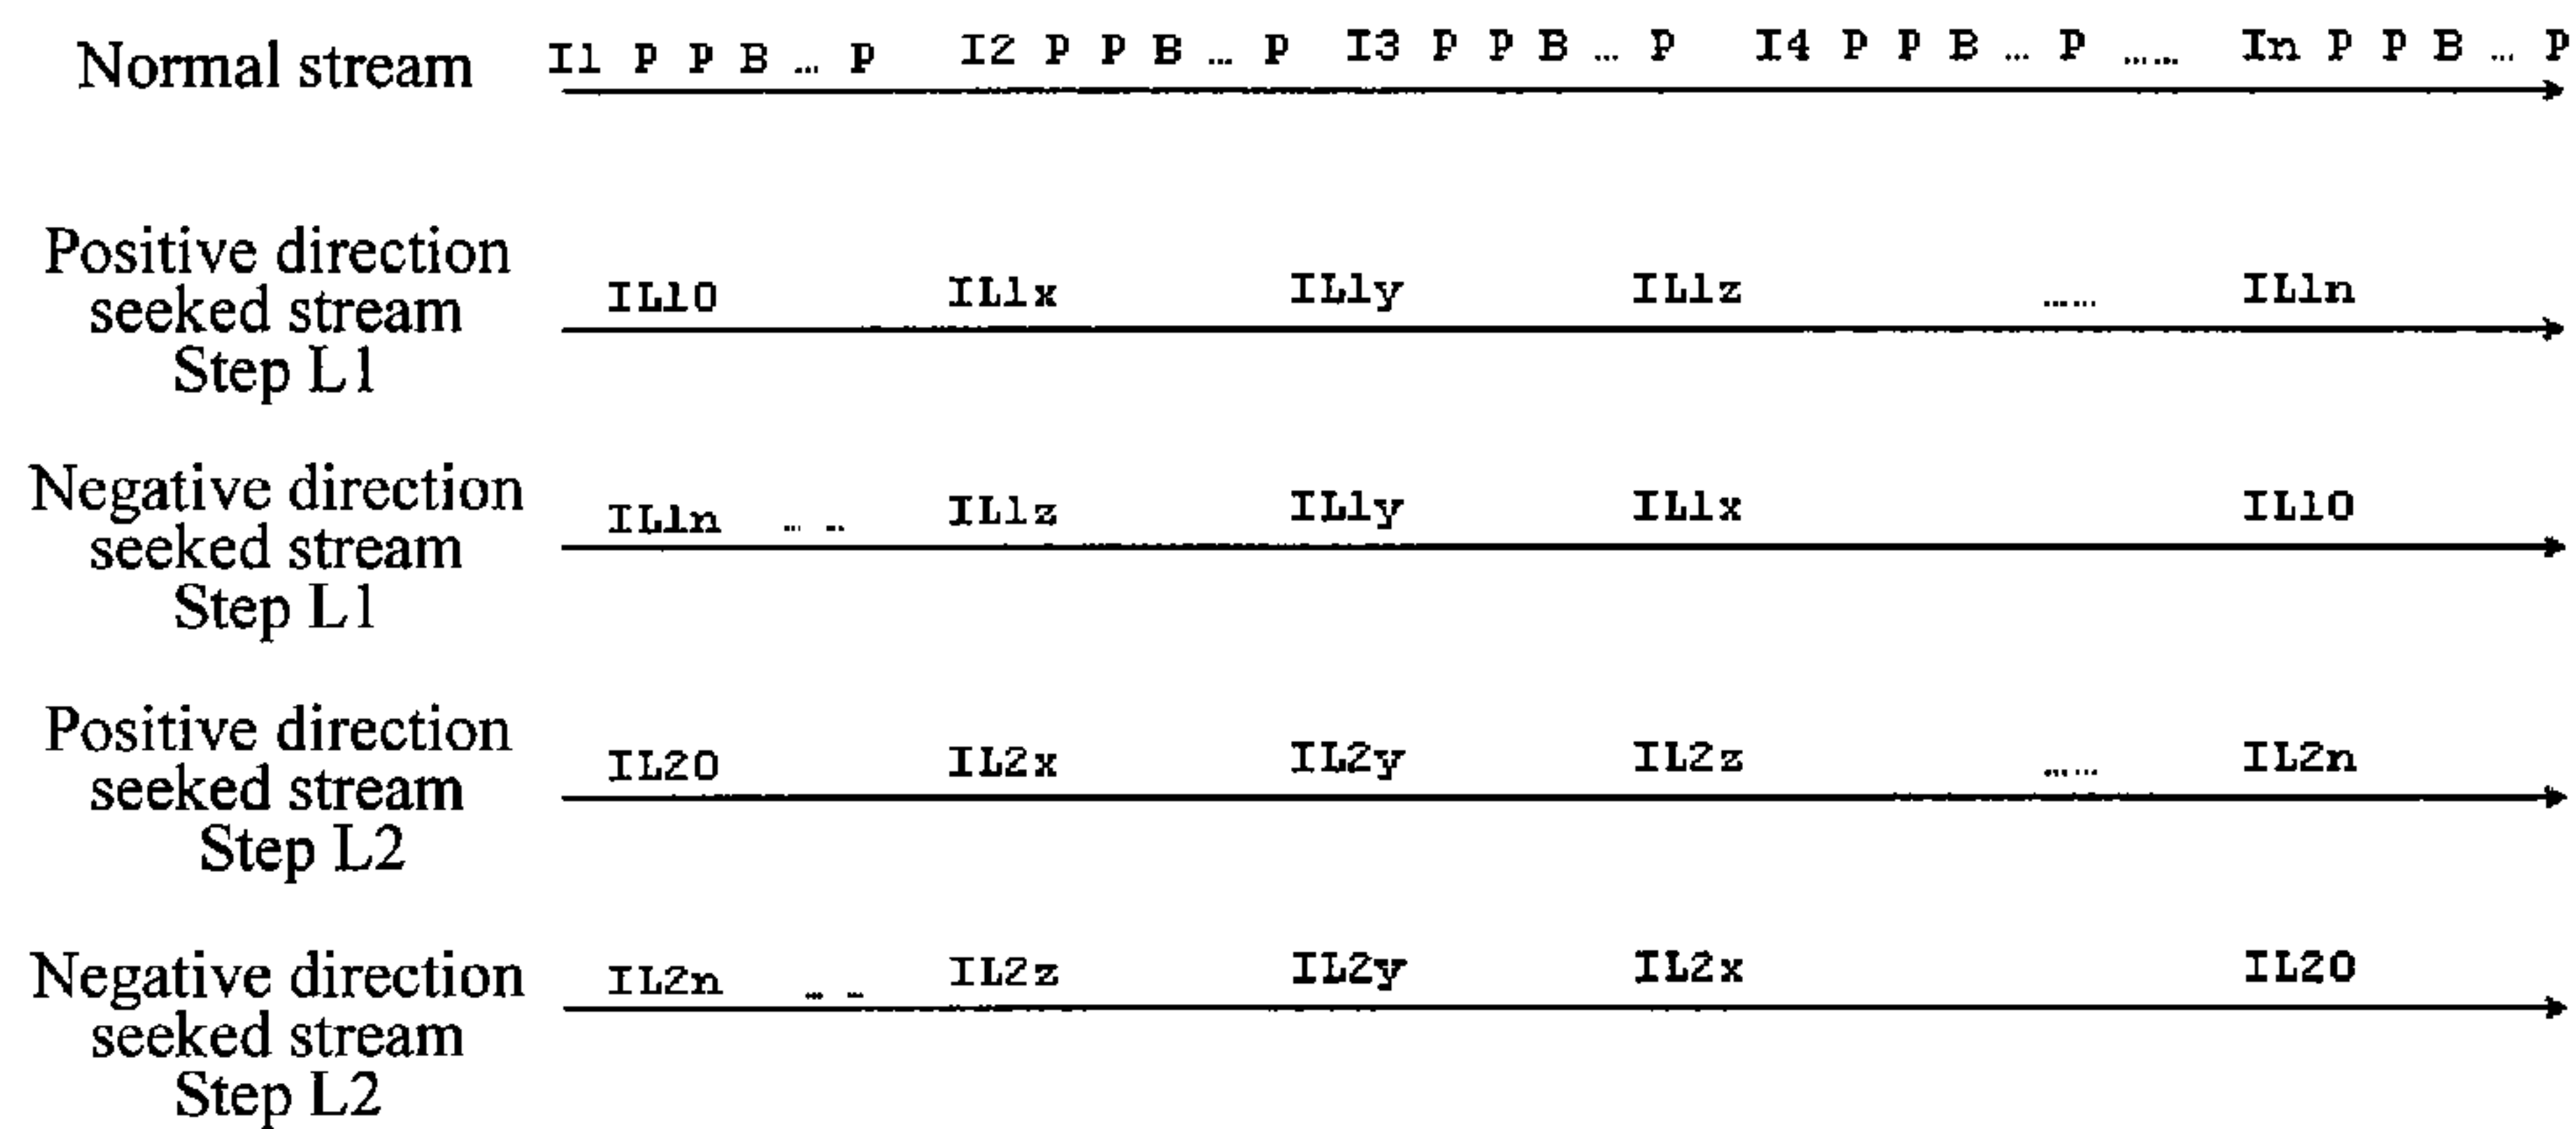 Normal stream I1 P P B … P I2 P P B … P I3 P P B … P I4 P P B … P …… In P P B … P
Positive direction
seeked stream
Step L1
IL10 IL1x IL1y IL1z …… IL1n
Negative direction
seeked stream
Step L1
IL1n … … IL1z IL1y IL1x IL10
Positive direction
seeked stream
Step L2
IL20 IL2x IL2y IL2z …… IL2n
Negative direction
seeked stream
Step L2
IL2n … … IL2z IL2y IL2x IL20